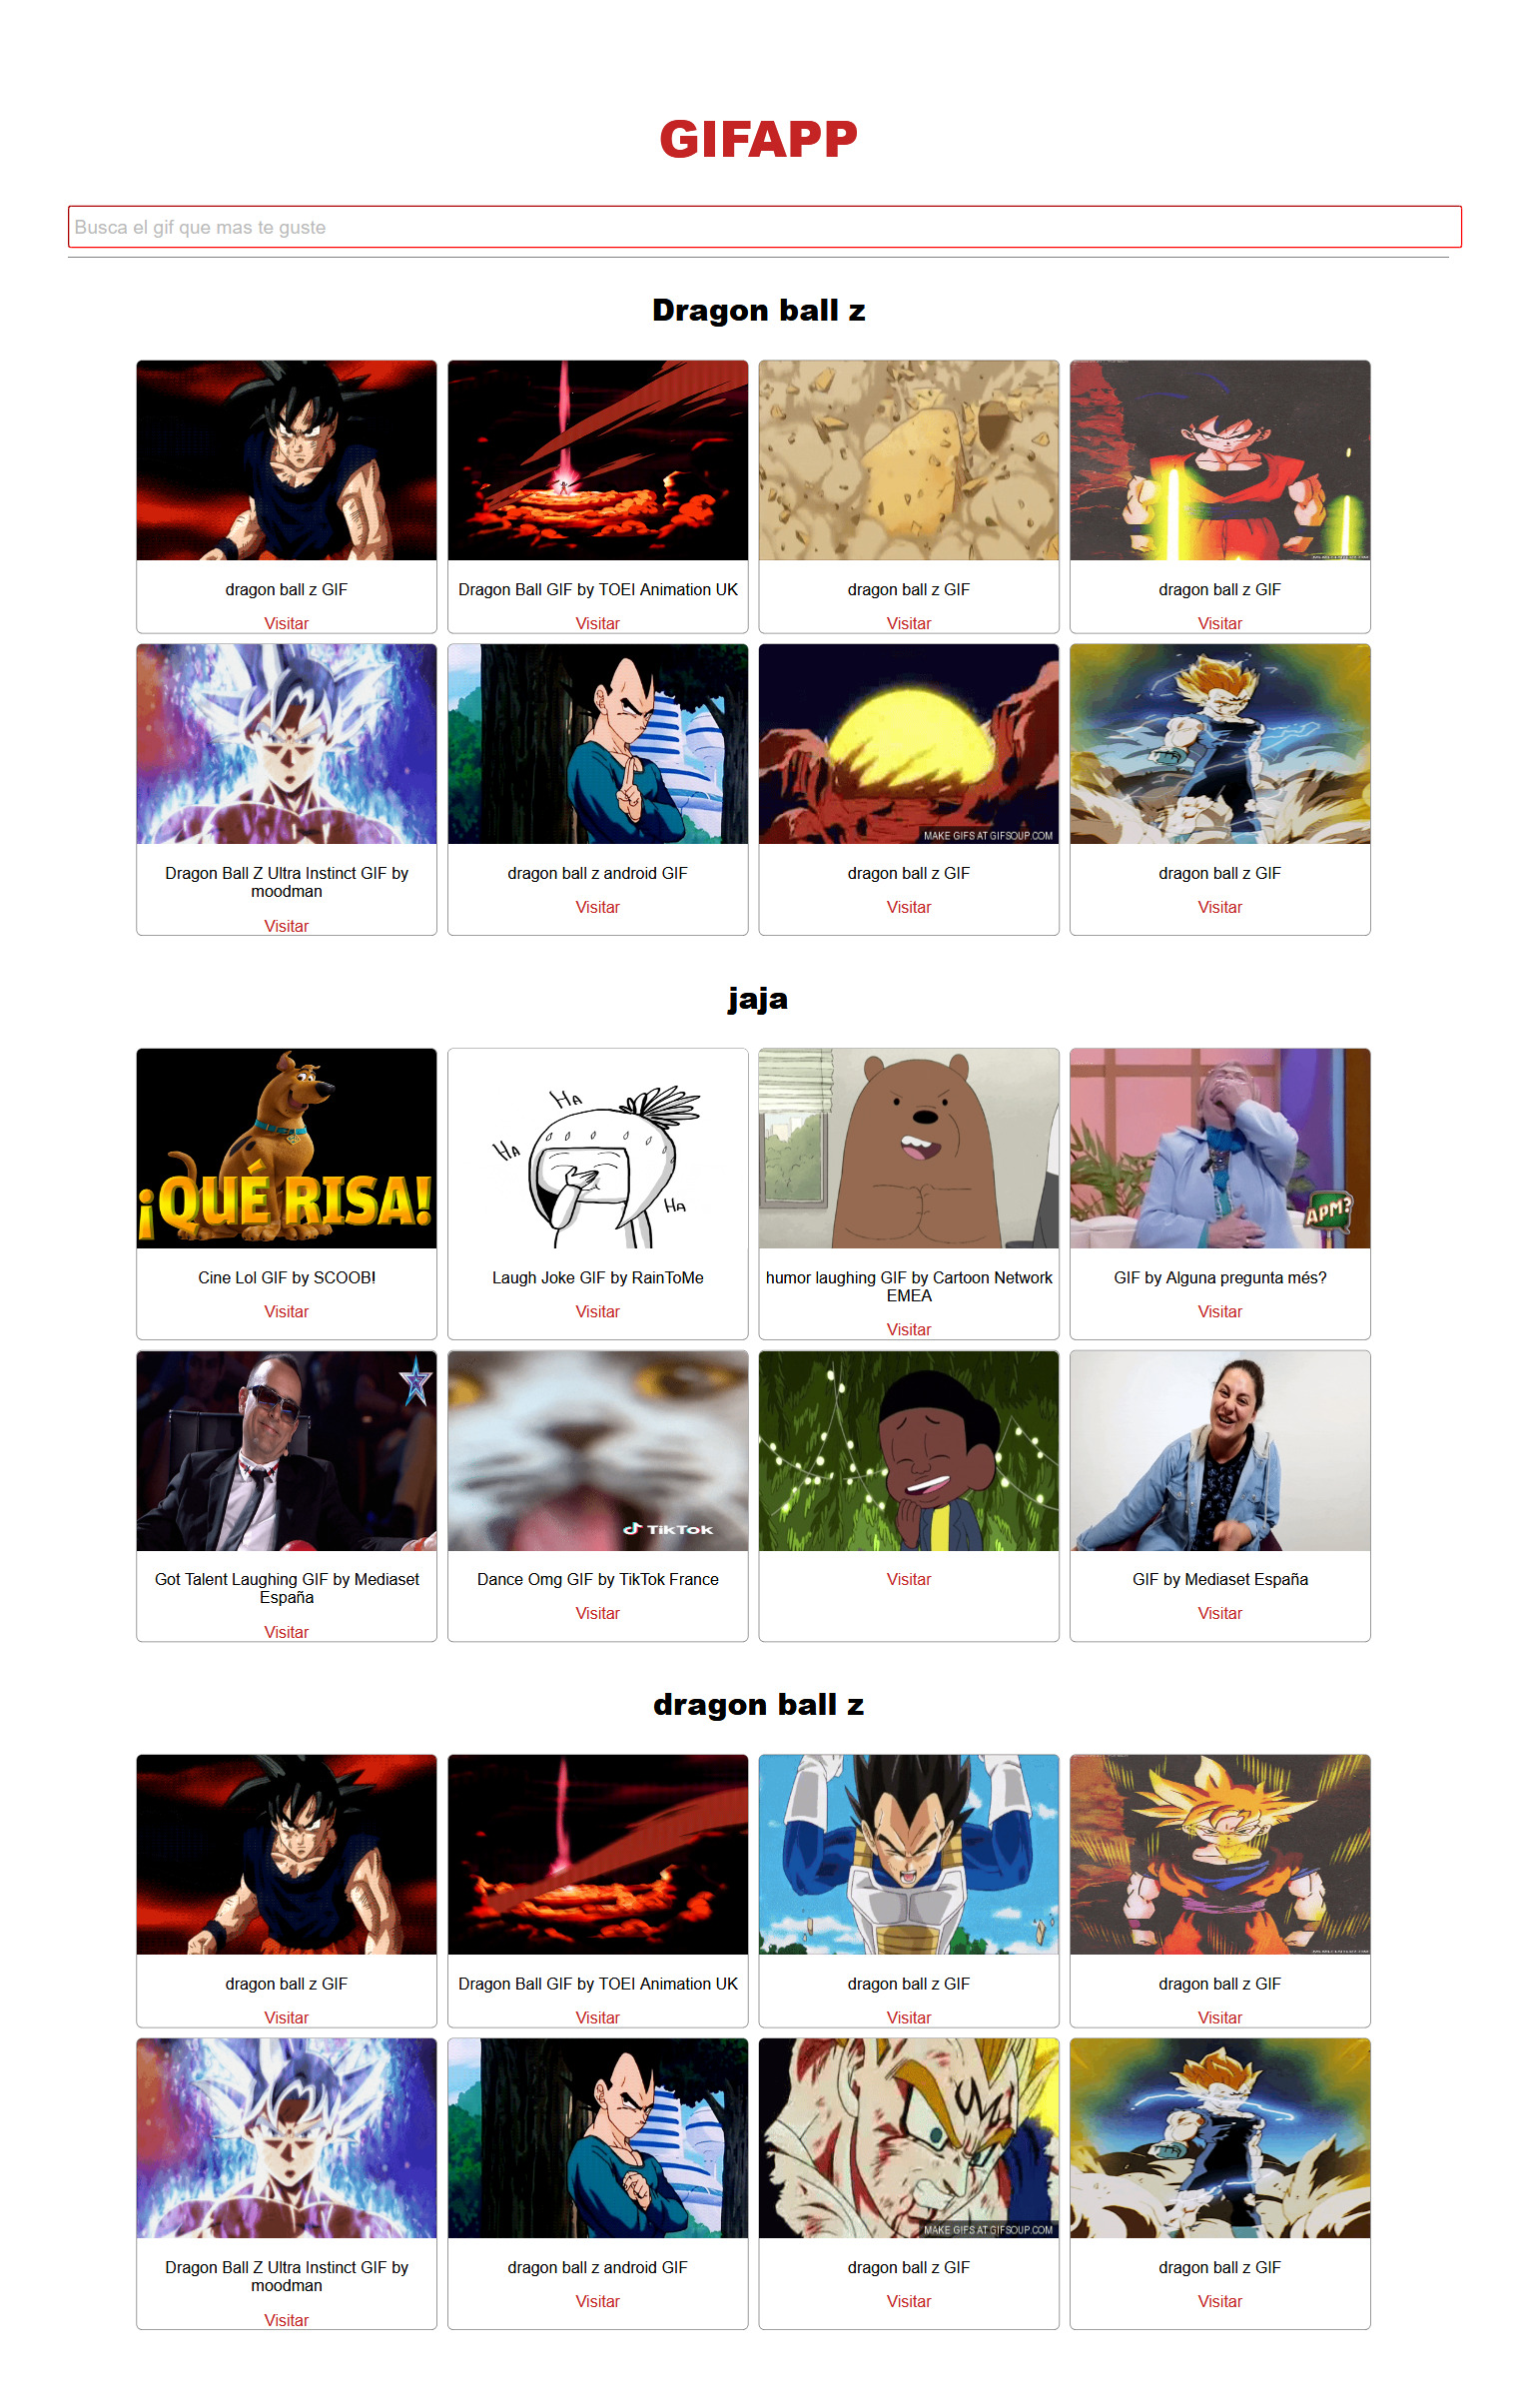 GIFAPP
Busca el gif que mas te guste
Dragon ball z
dragon ball z GIF
Visitar
Dragon Ball GIF by TOEI Animation UK
Visitar
dragon ball z GIF
Visitar
dragon ball z GIF
Visitar
MAKE GIFS AT GIFSOUP.COM
Dragon Ball Z Ultra Instinct GIF by
moodman
Visitar
dragon ball z android GIF
Visitar
dragon ball z GIF
Visitar
dragon ball z GIF
Visitar
jaja
¡QUÉ RISA!
HA
HA
HA
APM?
Cine Lol GIF by SCOOB!
Visitar
Laugh Joke GIF by RainToMe
Visitar
humor laughing GIF by Cartoon Network
EMEA
Visitar
GIF by Alguna pregunta més?
Visitar
TikTok
Got Talent Laughing GIF by Mediaset
España
Visitar
Dance Omg GIF by TikTok France
Visitar
Visitar
GIF by Mediaset España
Visitar
dragon ball z
dragon ball z GIF
Visitar
Dragon Ball GIF by TOEI Animation UK
Visitar
dragon ball z GIF
Visitar
dragon ball z GIF
Visitar
MAKE GIFS AT GIFSOUP.COM
Dragon Ball Z Ultra Instinct GIF by
moodman
Visitar
dragon ball z android GIF
Visitar
dragon ball z GIF
Visitar
dragon ball z GIF
Visitar